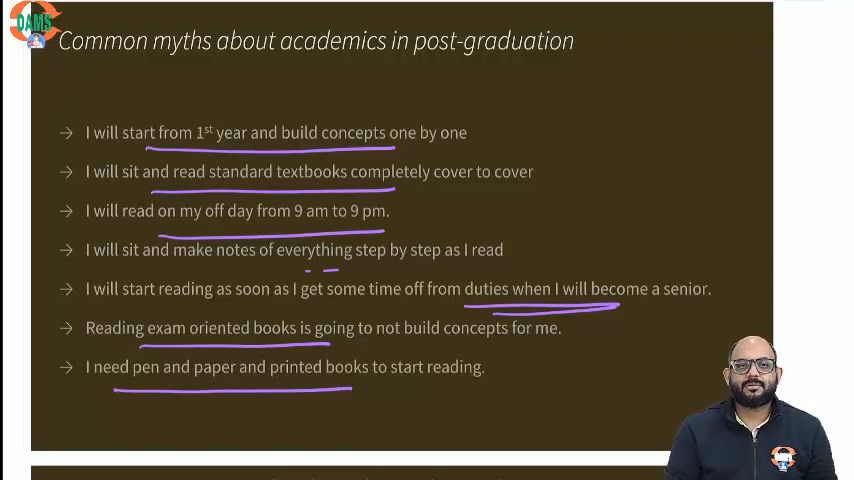 DAMS
Common myths about academics in post-graduation
→ I will start from 1st year and build concepts one by one
→ I will sit and read standard textbooks completely cover to cover
→ I will read on my off day from 9 am to 9 pm.
→ I will sit and make notes of everything step by step as I read
→ I will start reading as soon as I get some time off from duties when I will become a senior.
→ Reading exam oriented books is going to not build concepts for me.
→ I need pen and paper and printed books to start reading.